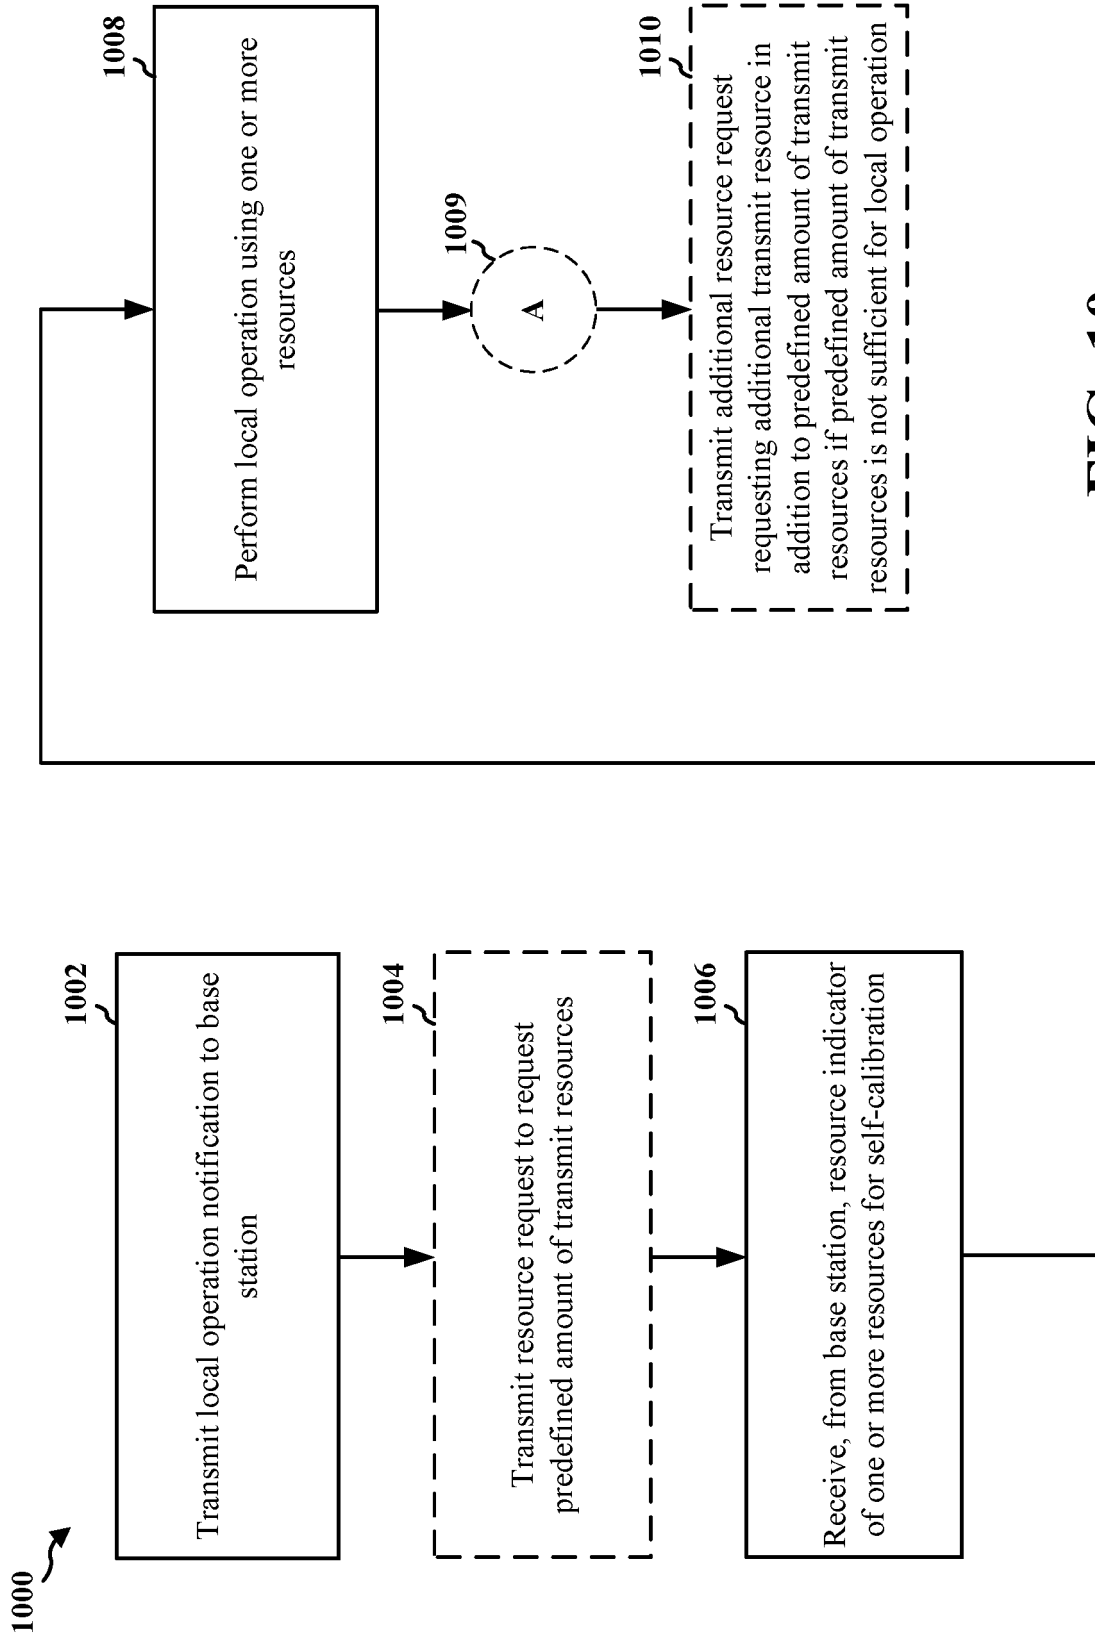 1000
1002
Transmit local operation notification to base
station
1004
Transmit resource request to request
predefined amount of transmit resources
1006
Receive, from base station, resource indicator
of one or more resources for self-calibration
1008
Perform local operation using one or more
resources
1009
A
1010
Transmit additional resource request
requesting additional transmit resource in
addition to predefined amount of transmit
resources if predefined amount of transmit
resources is not sufficient for local operation